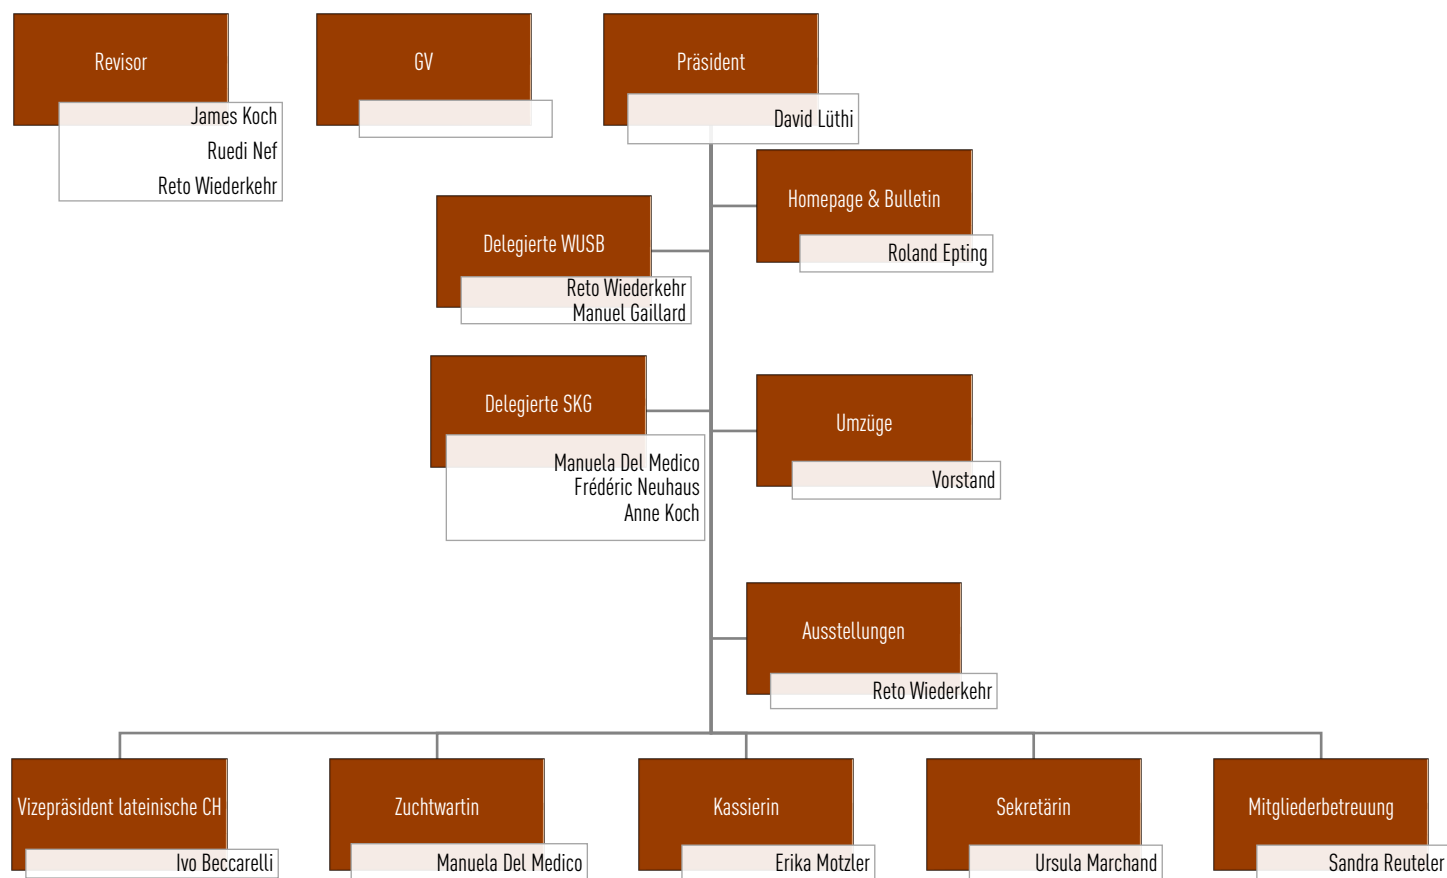 Revisor
James Koch
Ruedi Nef
Reto Wiederkehr
GV
Präsident
David Lüthi
Homepage & Bulletin
Roland Epting
Delegierte WUSB
Reto Wiederkehr
Manuel Gaillard
Delegierte SKG
Manuela Del Medico
Frédéric Neuhaus
Anne Koch
Umzüge
Vorstand
Ausstellungen
Reto Wiederkehr
Vizepräsident lateinische CH
Ivo Beccarelli
Zuchtwartin
Manuela Del Medico
Kassierin
Erika Motzler
Sekretärin
Ursula Marchand
Mitgliederbetreuung
Sandra Reuteler